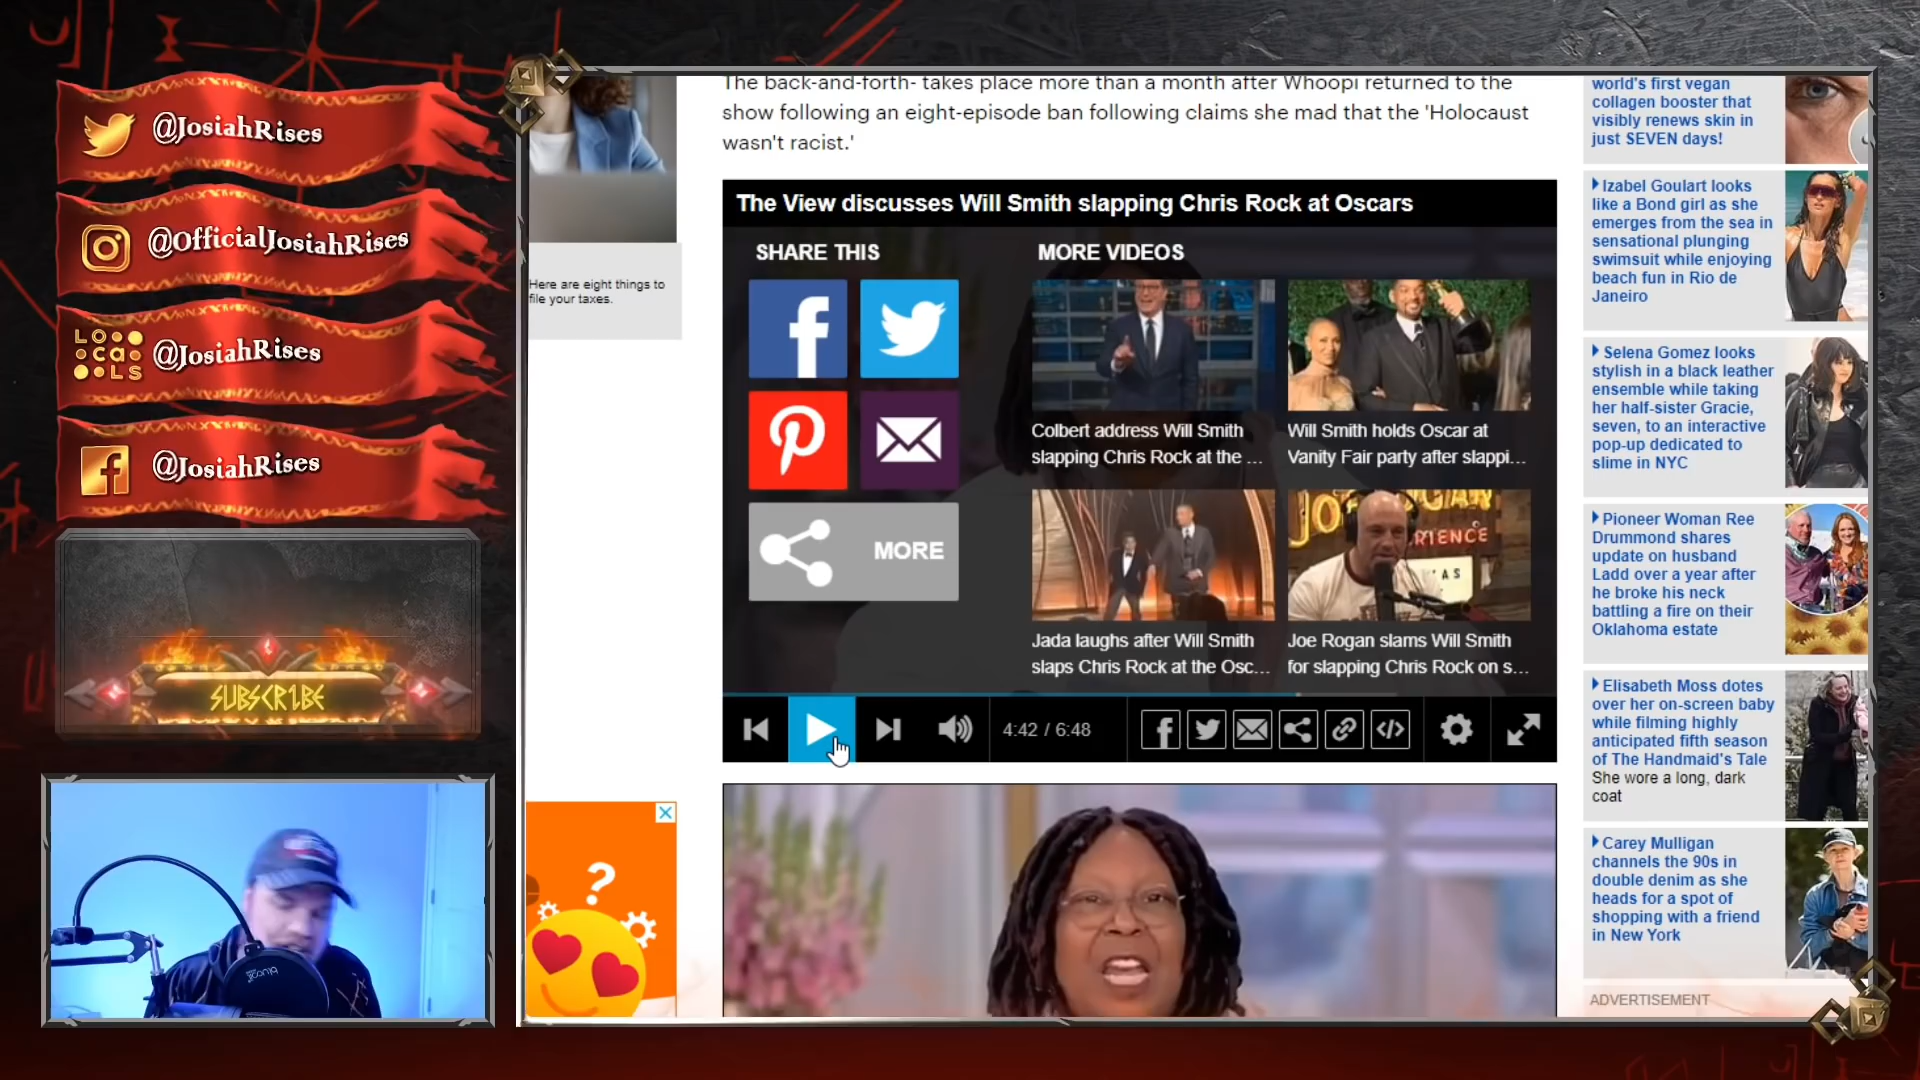 @JosiahRises
@OfficialJosiahRises
LOcaLS
@JosiahRises
@JosiahRises
SUBSCRIBE
Here are eight things to
file your taxes.
The back-and-forth- takes place more than a month after Whoopi returned to the
show following an eight-episode ban following claims she mad that the 'Holocaust
wasn't racist.'
The View discusses Will Smith slapping Chris Rock at Oscars
SHARE THIS
MORE
MORE VIDEOS
Colbert address Will Smith
slapping Chris Rock at the ...
Will Smith holds Oscar at
Vanity Fair party after slappi...
Jada laughs after Will Smith
slaps Chris Rock at the Osc...
Joe Rogan slams Will Smith
for slapping Chris Rock on s...
4:42 / 6:48
?
world's first vegan
collagen booster that
visibly renews skin in
just SEVEN days!
Izabel Goulart looks
like a Bond girl as she
emerges from the sea in
sensational plunging
swimsuit while enjoying
beach fun in Rio de
Janeiro
Selena Gomez looks
stylish in a black leather
ensemble while taking
her half-sister Gracie,
seven, to an interactive
pop-up dedicated to
slime in NYC
Pioneer Woman Ree
Drummond shares
update on husband
Ladd over a year after
he broke his neck
battling a fire on their
Oklahoma estate
Elisabeth Moss dotes
over her on-screen baby
while filming highly
anticipated fifth season
of The Handmaid's Tale
She wore a long, dark
coat
Carey Mulligan
channels the 90s in
double denim as she
heads for a spot of
shopping with a friend
in New York
ADVERTISEMENT